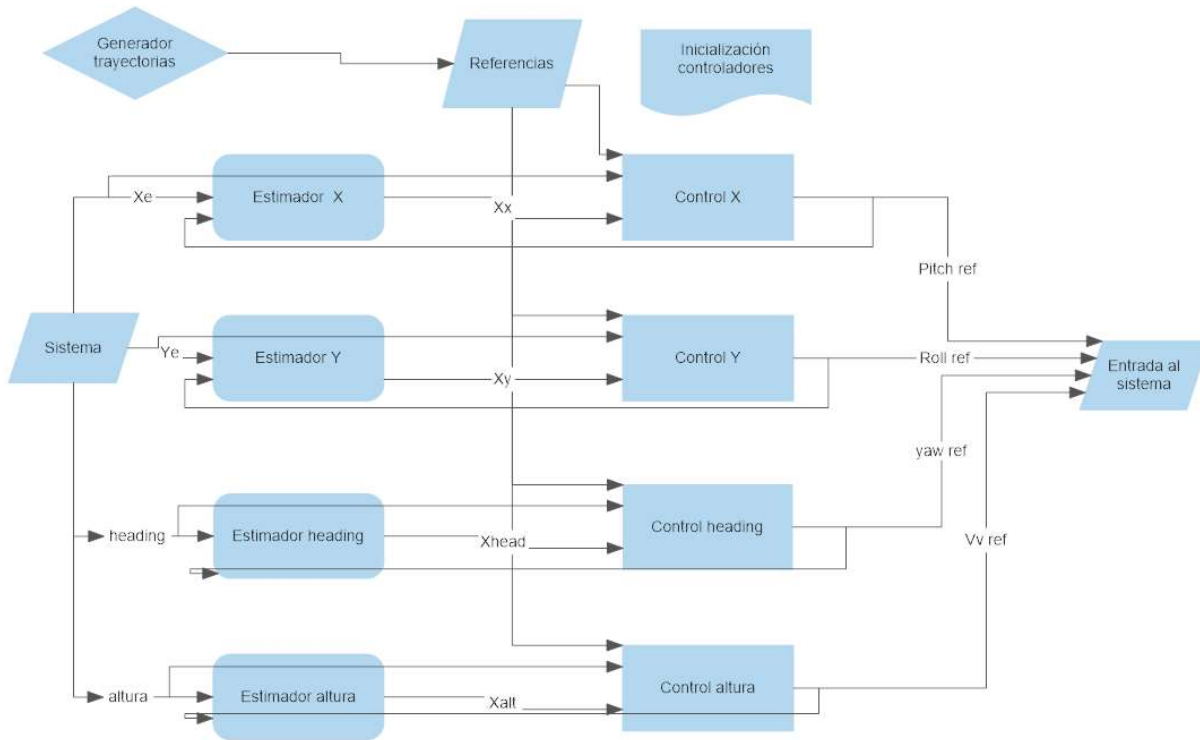 Generador
trayectorias
Referencias
Inicialización
controladores
Xe
Estimador X
Xx
Control X
Pitch ref
Sistema
Ye
Estimador Y
Xy
Control Y
Roll ref
Entrada al
sistema
yaw ref
heading
Estimador heading
Xhead
Control heading
Vv ref
altura
Estimador altura
Xalt
Control altura